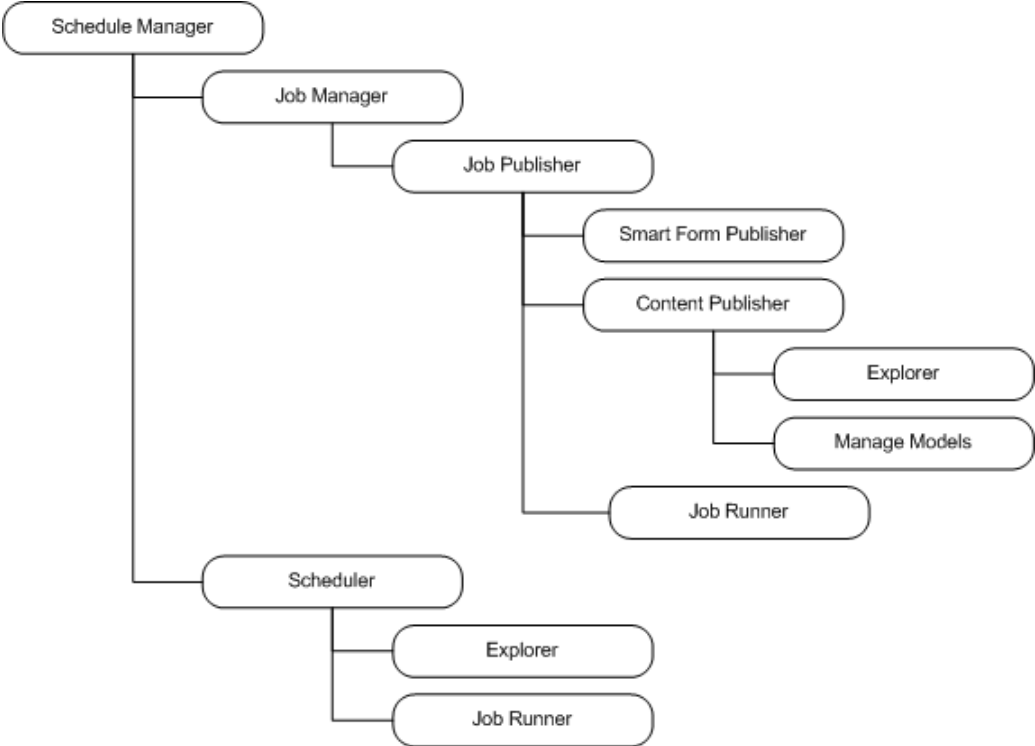 Schedule Manager
Job Manager
Job Publisher
Smart Form Publisher
Content Publisher
Explorer
Manage Models
Job Runner
Scheduler
Explorer
Job Runner